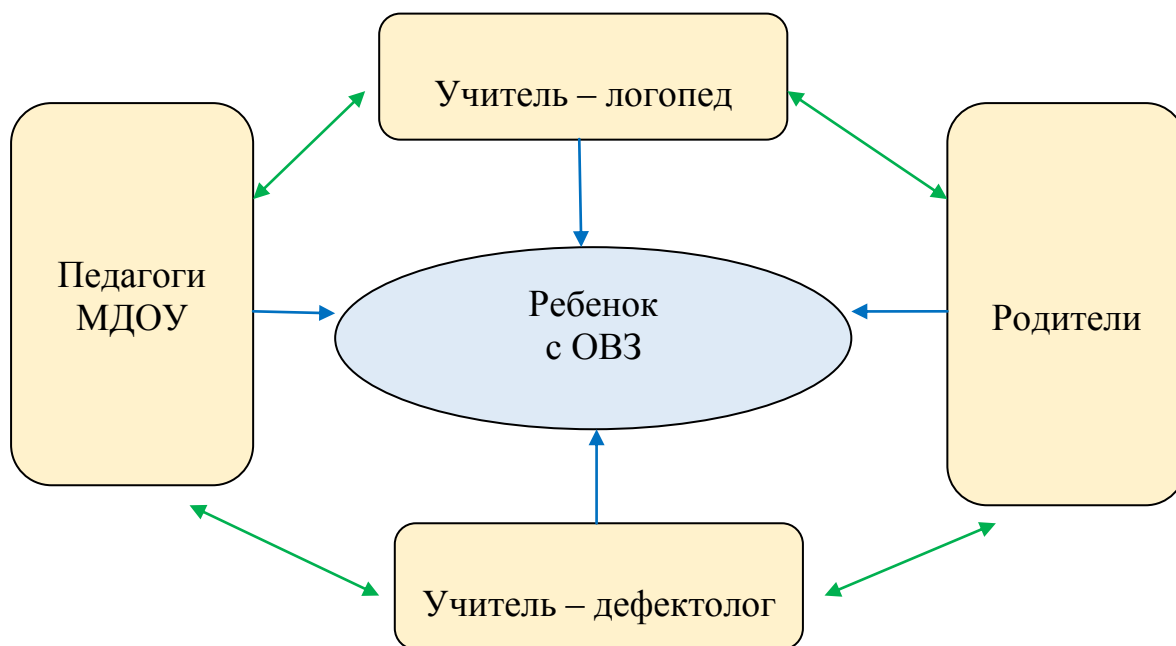 Учитель – логопед
Педагоги
МДОУ
Ребенок
с ОВЗ
Родители
Учитель – дефектолог